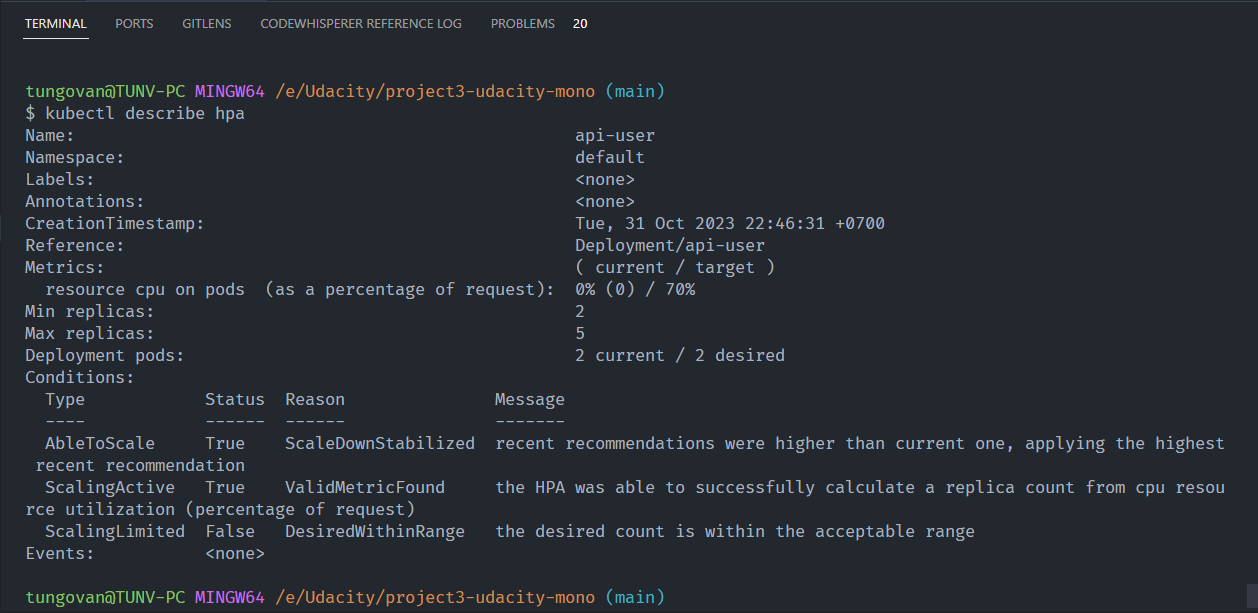 TERMINAL PORTS GITLENS CODEWHISPERER REFERENCE LOG PROBLEMS 20
tungovan@TUNV-PC MINGW64 /e/Udacity/project3-udacity-mono (main)
$ kubectl describe hpa
Name: api-user
Namespace: default
Labels: <none>
Annotations: <none>
CreationTimestamp: Tue, 31 Oct 2023 22:46:31 +0700
Reference: Deployment/api-user
Metrics: ( current / target )
  resource cpu on pods  (as a percentage of request): 0% (0) / 70%
Min replicas: 2
Max replicas: 5
Deployment pods: 2 current / 2 desired
Conditions:
  Type            Status  Reason               Message
  ----            ------  ------               -------
  AbleToScale     True    ScaleDownStabilized  recent recommendations were higher than current one, applying the highest
 recent recommendation
  ScalingActive   True    ValidMetricFound     the HPA was able to successfully calculate a replica count from cpu resou
rce utilization (percentage of request)
  ScalingLimited  False   DesiredWithinRange   the desired count is within the acceptable range
Events:           <none>
tungovan@TUNV-PC MINGW64 /e/Udacity/project3-udacity-mono (main)